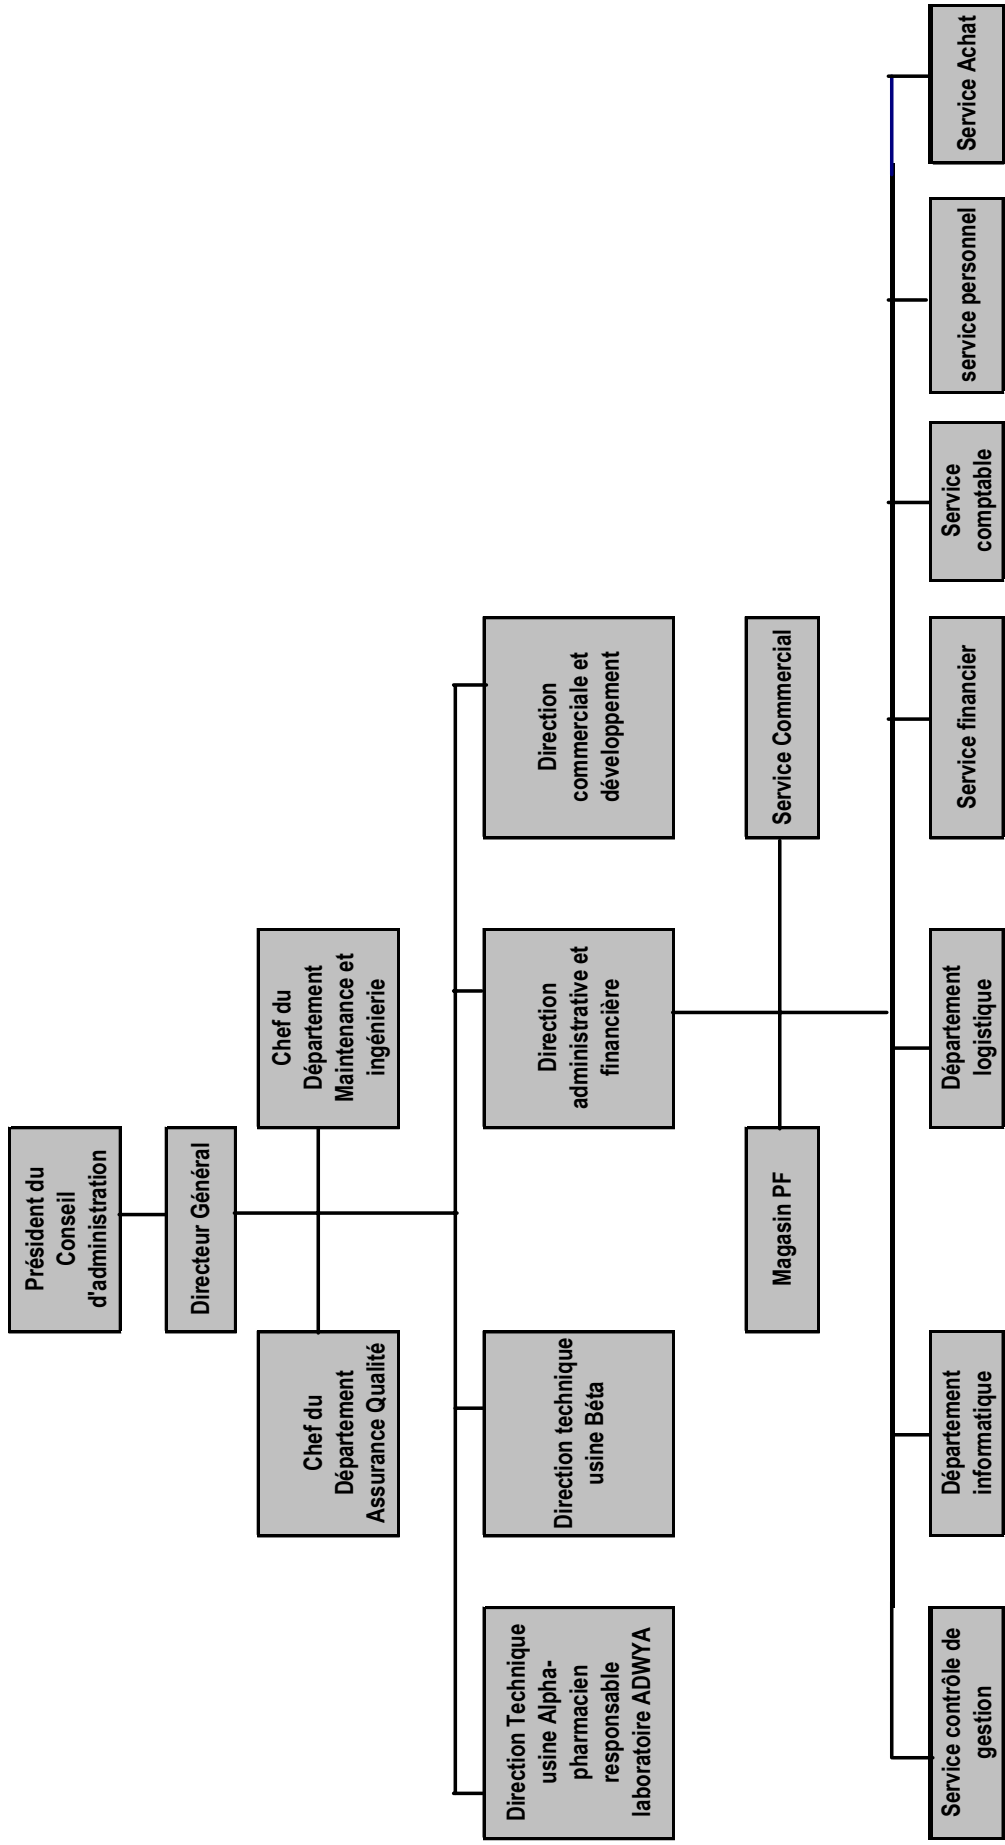 Président du
Conseil
d'administration
Directeur Général
Chef du
Département
Assurance Qualité
Chef du
Département
Maintenance et
ingénierie
Direction Technique
usine Alpha-
pharmacien
responsable
laboratoire ADWYA
Direction technique
usine Béta
Direction
administrative et
financière
Direction
commerciale et
développement
Magasin PF
Service Commercial
Service contrôle de
gestion
Département
informatique
Département
logistique
Service financier
Service
comptable
service personnel
Service Achat